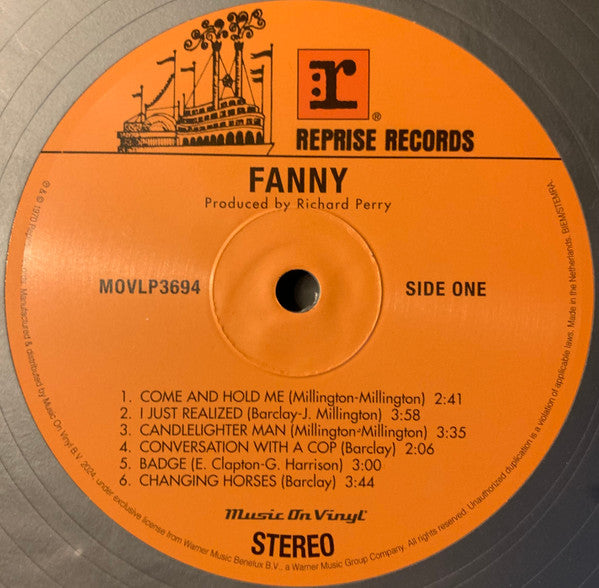 r
®
REPRISE RECORDS
FANNY
Produced by Richard Perry
MOVLP3694
SIDE ONE
1. COME AND HOLD ME (Millington-Millington) 2:41
2. I JUST REALIZED (Barclay-J. Millington) 3:58
3. CANDLELIGHTER MAN (Millington-Millington) 3:35
4. CONVERSATION WITH A COP (Barclay) 2:06
5. BADGE (E. Clapton-G. Harrison) 3:00
6. CHANGING HORSES (Barclay) 3:44
Music On Vinyl
STEREO
℗ & © 1970 Manufactured & distributed by Music On Vinyl B.V. 2024, under exclusive license from Warner Music Benelux B.V., a Warner Music Group Company. All rights reserved. Unauthorized duplication is a violation of applicable laws. Made in the Netherlands. BIEM/STEMRA.